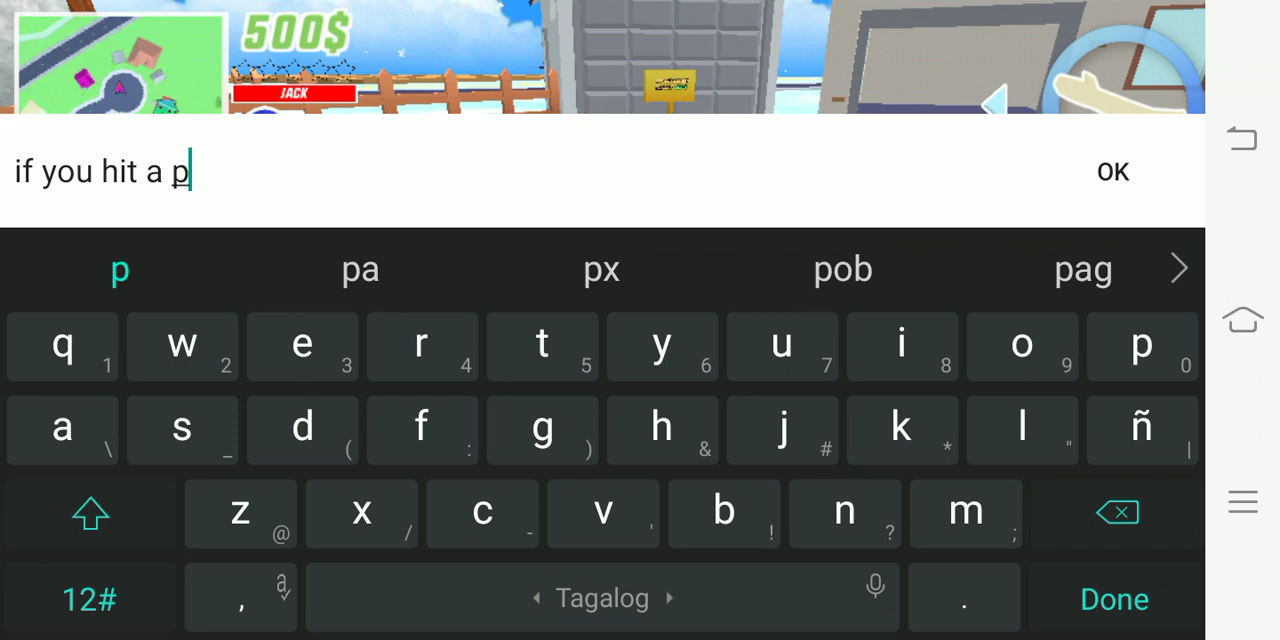 500$
JACK
if you hit a p
OK
p pa px pob pag
q 1 w 2 e 3 r 4 t 5 y 6 u 7 i 8 o 9 p 0
a \ s _ d ( f : g ) h & j # k * l " ñ |
z @ x / c - v ' b ! n ? m ;
12# , a Tagalog . Done